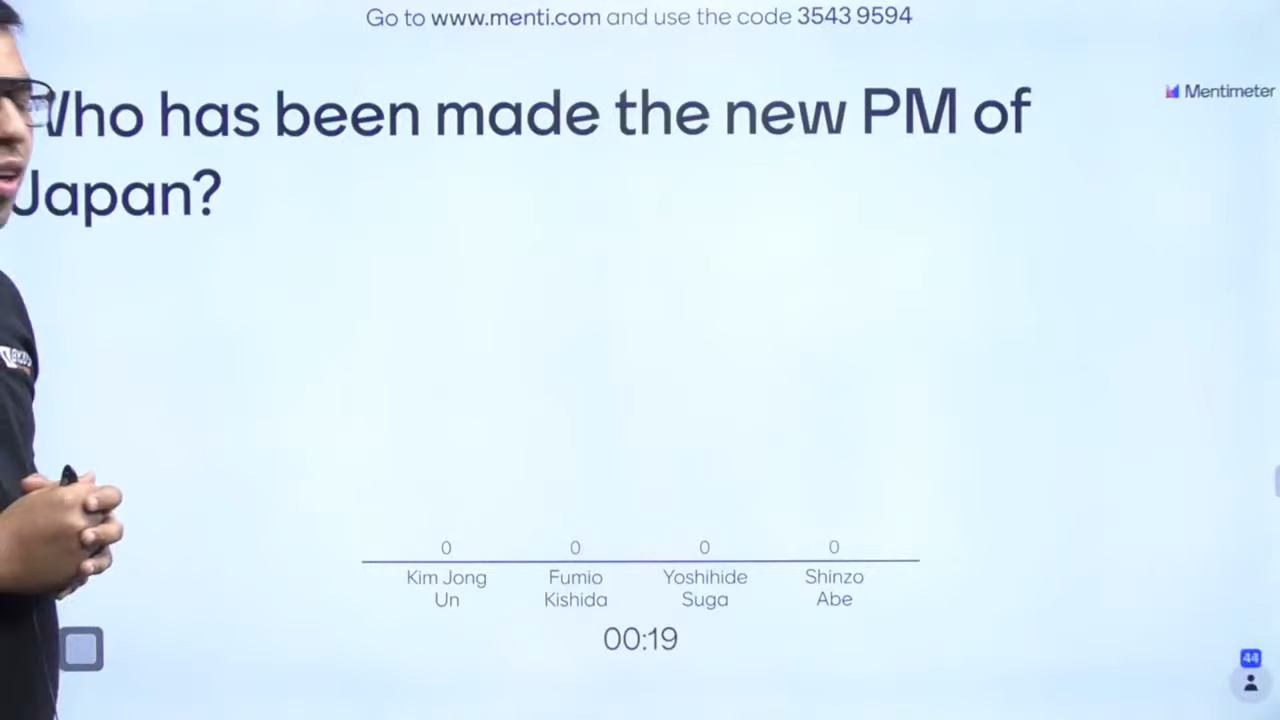 Go to www.menti.com and use the code 3543 9594
Mentimeter
Who has been made the new PM of
Japan?
0 0 0 0
Kim Jong Un
Fumio Kishida
Yoshihide Suga
Shinzo Abe
00:19
44